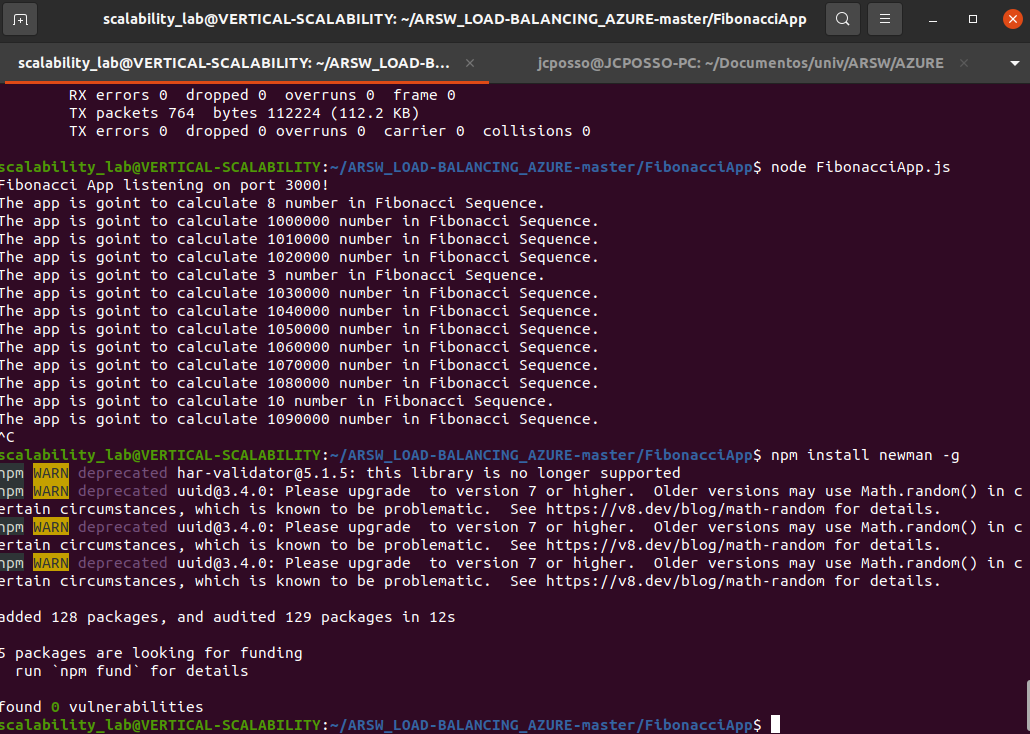 scalability_lab@VERTICAL-SCALABILITY: ~/ARSW_LOAD-BALANCING_AZURE-master/FibonacciApp
scalability_lab@VERTICAL-SCALABILITY: ~/ARSW_LOAD-B... × jcposso@JCPOSSO-PC: ~/Documentos/univ/ARSW/AZURE ×
        RX errors 0  dropped 0  overruns 0  frame 0
        TX packets 764  bytes 112224 (112.2 KB)
        TX errors 0  dropped 0 overruns 0  carrier 0  collisions 0
scalability_lab@VERTICAL-SCALABILITY:~/ARSW_LOAD-BALANCING_AZURE-master/FibonacciApp$ node FibonacciApp.js
Fibonacci App listening on port 3000!
The app is goint to calculate 8 number in Fibonacci Sequence.
The app is goint to calculate 1000000 number in Fibonacci Sequence.
The app is goint to calculate 1010000 number in Fibonacci Sequence.
The app is goint to calculate 1020000 number in Fibonacci Sequence.
The app is goint to calculate 3 number in Fibonacci Sequence.
The app is goint to calculate 1030000 number in Fibonacci Sequence.
The app is goint to calculate 1040000 number in Fibonacci Sequence.
The app is goint to calculate 1050000 number in Fibonacci Sequence.
The app is goint to calculate 1060000 number in Fibonacci Sequence.
The app is goint to calculate 1070000 number in Fibonacci Sequence.
The app is goint to calculate 1080000 number in Fibonacci Sequence.
The app is goint to calculate 10 number in Fibonacci Sequence.
The app is goint to calculate 1090000 number in Fibonacci Sequence.
^C
scalability_lab@VERTICAL-SCALABILITY:~/ARSW_LOAD-BALANCING_AZURE-master/FibonacciApp$ npm install newman -g
npm WARN deprecated har-validator@5.1.5: this library is no longer supported
npm WARN deprecated uuid@3.4.0: Please upgrade  to version 7 or higher.  Older versions may use Math.random() in c
ertain circumstances, which is known to be problematic.  See https://v8.dev/blog/math-random for details.
npm WARN deprecated uuid@3.4.0: Please upgrade  to version 7 or higher.  Older versions may use Math.random() in c
ertain circumstances, which is known to be problematic.  See https://v8.dev/blog/math-random for details.
npm WARN deprecated uuid@3.4.0: Please upgrade  to version 7 or higher.  Older versions may use Math.random() in c
ertain circumstances, which is known to be problematic.  See https://v8.dev/blog/math-random for details.
added 128 packages, and audited 129 packages in 12s
5 packages are looking for funding
  run `npm fund` for details
found 0 vulnerabilities
scalability_lab@VERTICAL-SCALABILITY:~/ARSW_LOAD-BALANCING_AZURE-master/FibonacciApp$